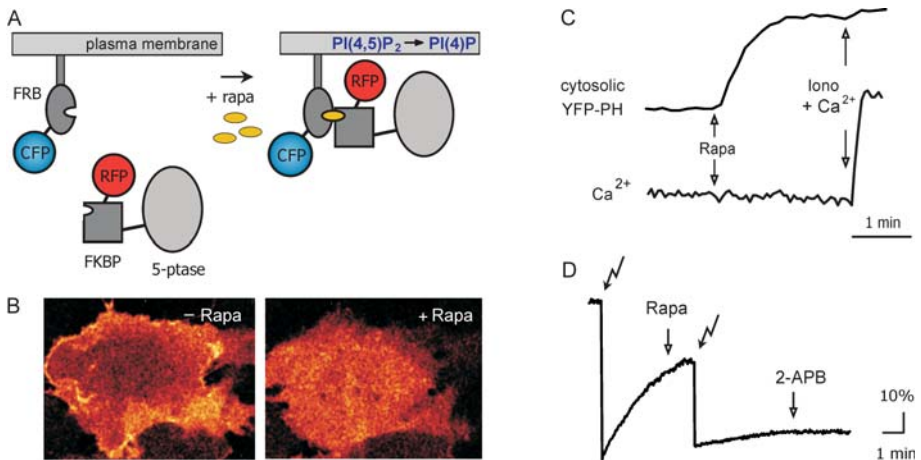 A
plasma membrane
PI(4,5)P₂ → PI(4)P
FRB
CFP
RFP
FKBP
5-ptase
+ rapa
RFP
CFP
B
– Rapa
+ Rapa
C
cytosolic
YFP-PH
Rapa
Iono
+ Ca²⁺
Ca²⁺
1 min
D
Rapa
2-APB
10%
1 min